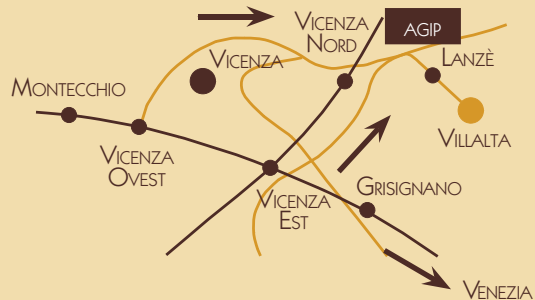 VICENZA
NORD
AGIP
VICENZA
LANZÈ
MONTECCHIO
VILLALTA
VICENZA
OVEST
GRISIGNANO
VICENZA
EST
VENEZIA